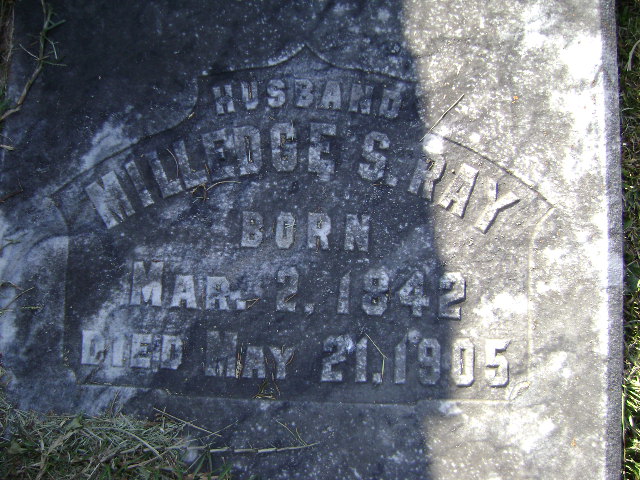 HUSBAND
MILLEDGE S. RAY
BORN
MAR. 2, 1842
DIED MAY 21, 1905